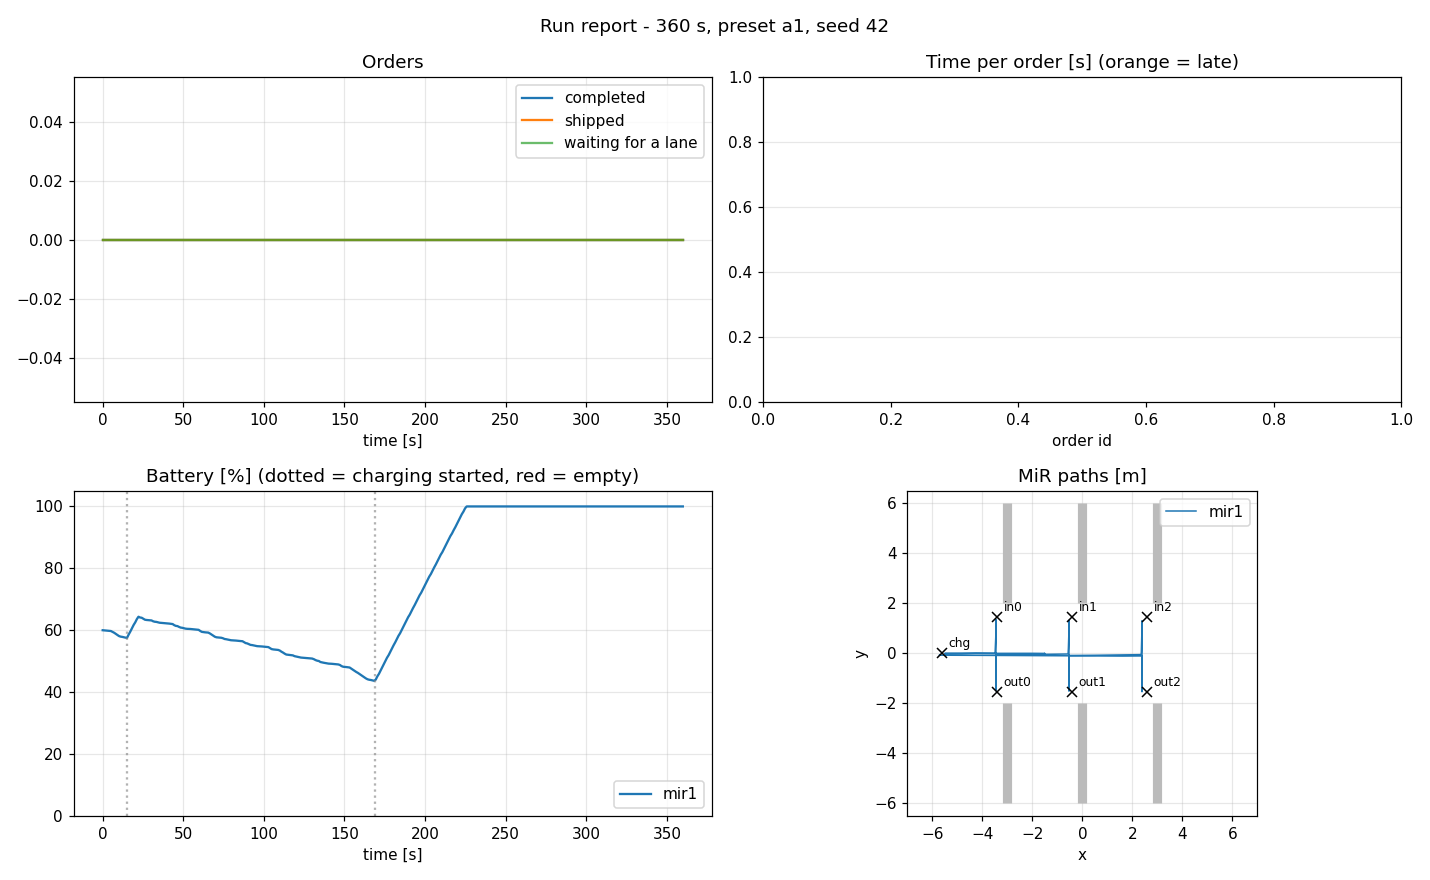 Run report - 360 s, preset a1, seed 42
Orders
0.04
0.02
0.00
−0.02
−0.04
completed
shipped
waiting for a lane
0 50 100 150 200 250 300 350
time [s]
Time per order [s] (orange = late)
1.0
0.8
0.6
0.4
0.2
0.0
0.0 0.2 0.4 0.6 0.8 1.0
order id
Battery [%] (dotted = charging started, red = empty)
100
80
60
40
20
0
mir1
0 50 100 150 200 250 300 350
time [s]
MiR paths [m]
mir1
6
4
2
0
−2
−4
−6
y
in0 in1 in2
chg
out0 out1 out2
−6 −4 −2 0 2 4 6
x